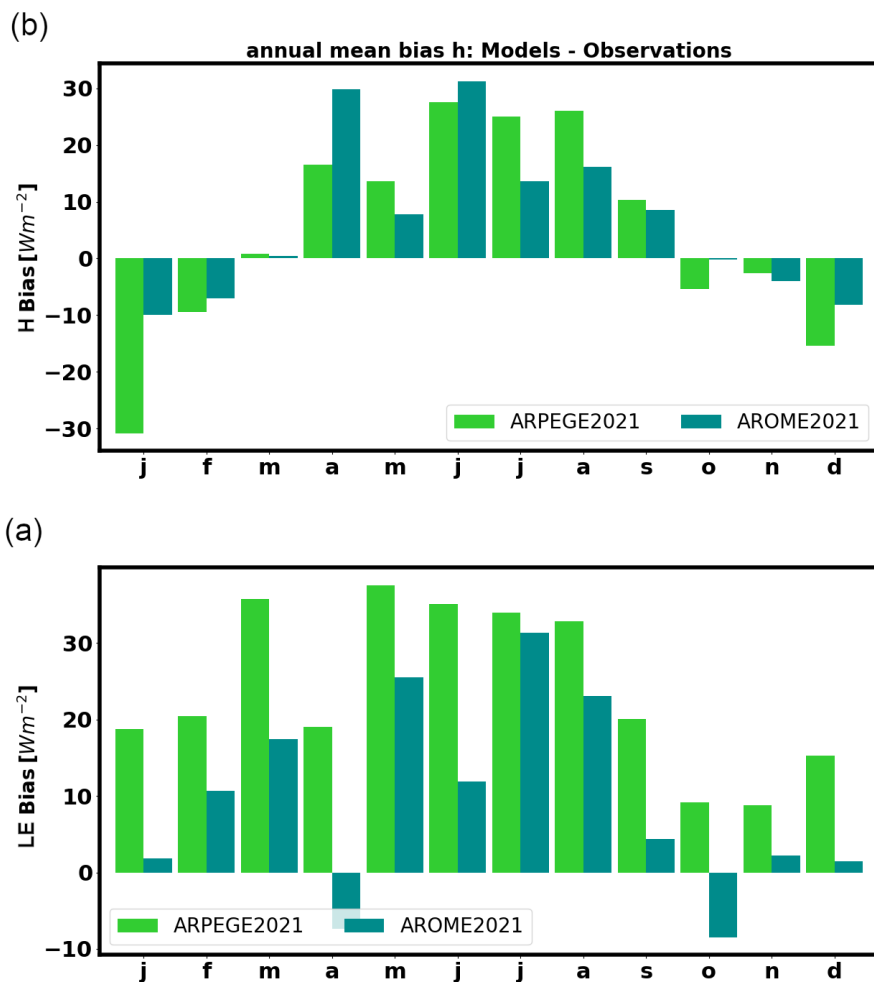 (b)
annual mean bias h: Models - Observations
H Bias [Wm⁻²]
30
20
10
0
−10
−20
−30
ARPEGE2021 AROME2021
j f m a m j j a s o n d
(a)
LE Bias [Wm⁻²]
30
20
10
0
−10
ARPEGE2021 AROME2021
j f m a m j j a s o n d